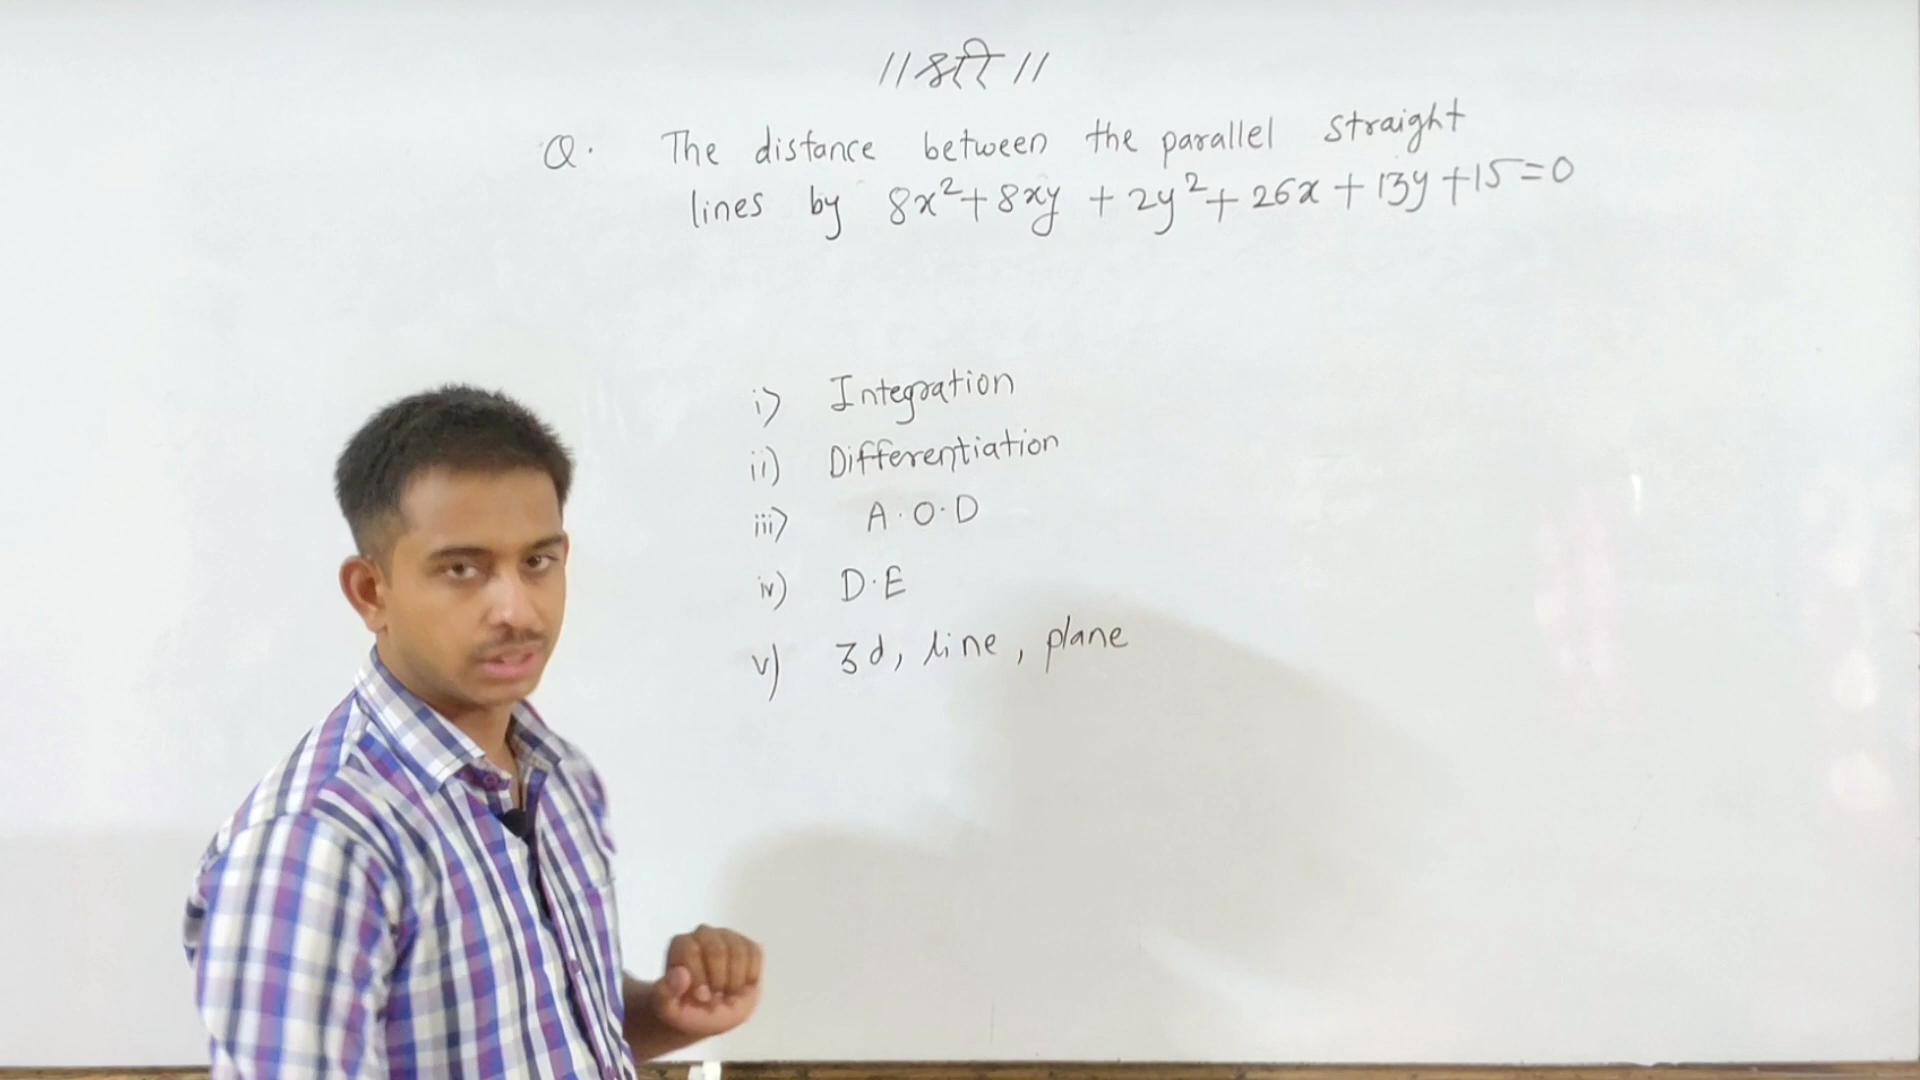 ॥ श्री ॥
Q. The distance between the parallel straight
lines by 8x²+8xy + 2y²+ 26x + 13y +15=0
i) Integration
ii) Differentiation
iii) A.O.D
iv) D.E
v) 3d, line, plane